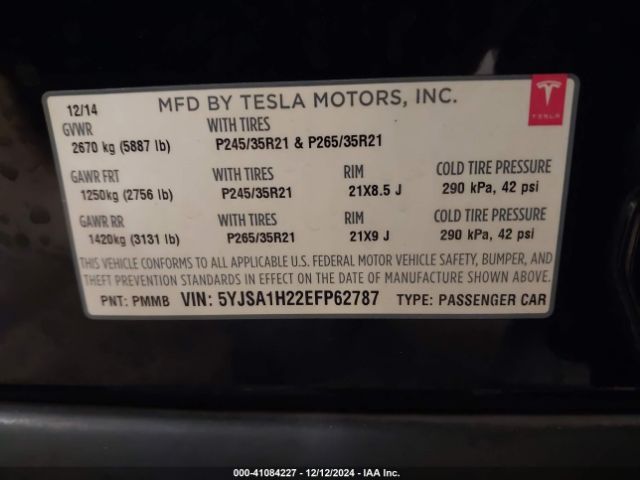 12/14 MFD BY TESLA MOTORS, INC.
TESLA
GVWR WITH TIRES
2670 kg (5887 lb) P245/35R21 & P265/35R21
GAWR FRT WITH TIRES RIM COLD TIRE PRESSURE
1250kg (2756 lb) P245/35R21 21X8.5 J 290 kPa, 42 psi
GAWR RR WITH TIRES RIM COLD TIRE PRESSURE
1420kg (3131 lb) P265/35R21 21X9 J 290 kPa, 42 psi
THIS VEHICLE CONFORMS TO ALL APPLICABLE U.S. FEDERAL MOTOR VEHICLE SAFETY, BUMPER, AND
THEFT PREVENTION STANDARDS IN EFFECT ON THE DATE OF MANUFACTURE SHOWN ABOVE.
PNT: PMMB VIN: 5YJSA1H22EFP62787 TYPE: PASSENGER CAR
000-41084227 - 12/12/2024 - IAA Inc.